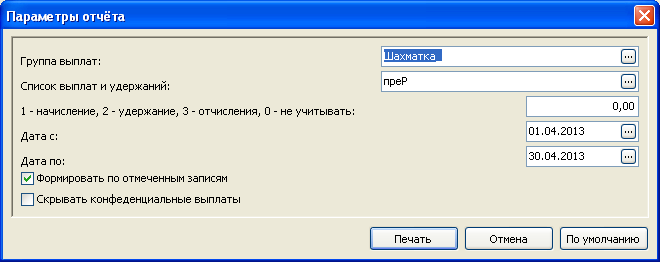 Параметры отчёта
Группа выплат: Шахматка ...
Список выплат и удержаний: преР ...
1 - начисление, 2 - удержание, 3 - отчисления, 0 - не учитывать: 0,00
Дата с: 01.04.2013 ...
Дата по: 30.04.2013 ...
Формировать по отмеченным записям
Скрывать конфеденциальные выплаты
Печать Отмена По умолчанию